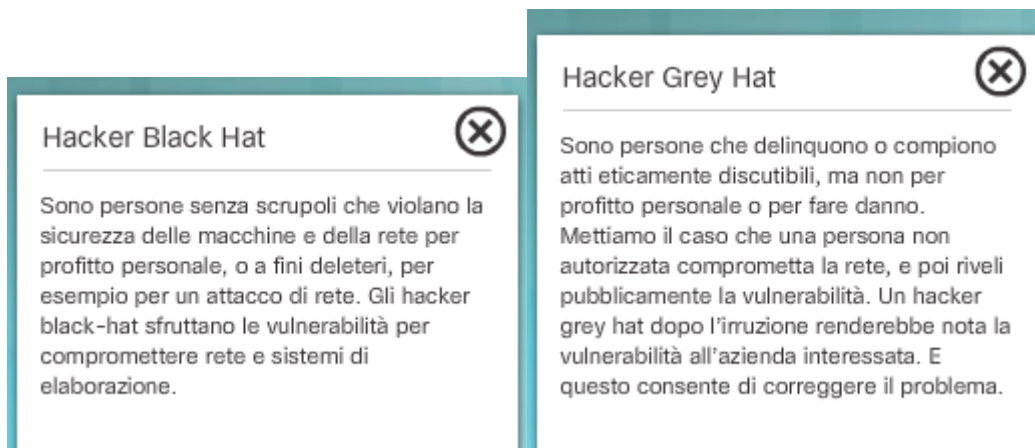 Hacker Black Hat
Sono persone senza scrupoli che violano la
sicurezza delle macchine e della rete per
profitto personale, o a fini deleteri, per
esempio per un attacco di rete. Gli hacker
black-hat sfruttano le vulnerabilità per
compromettere rete e sistemi di
elaborazione.
Hacker Grey Hat
Sono persone che delinquono o compiono
atti eticamente discutibili, ma non per
profitto personale o per fare danno.
Mettiamo il caso che una persona non
autorizzata comprometta la rete, e poi riveli
pubblicamente la vulnerabilità. Un hacker
grey hat dopo l'irruzione renderebbe nota la
vulnerabilità all'azienda interessata. E
questo consente di correggere il problema.